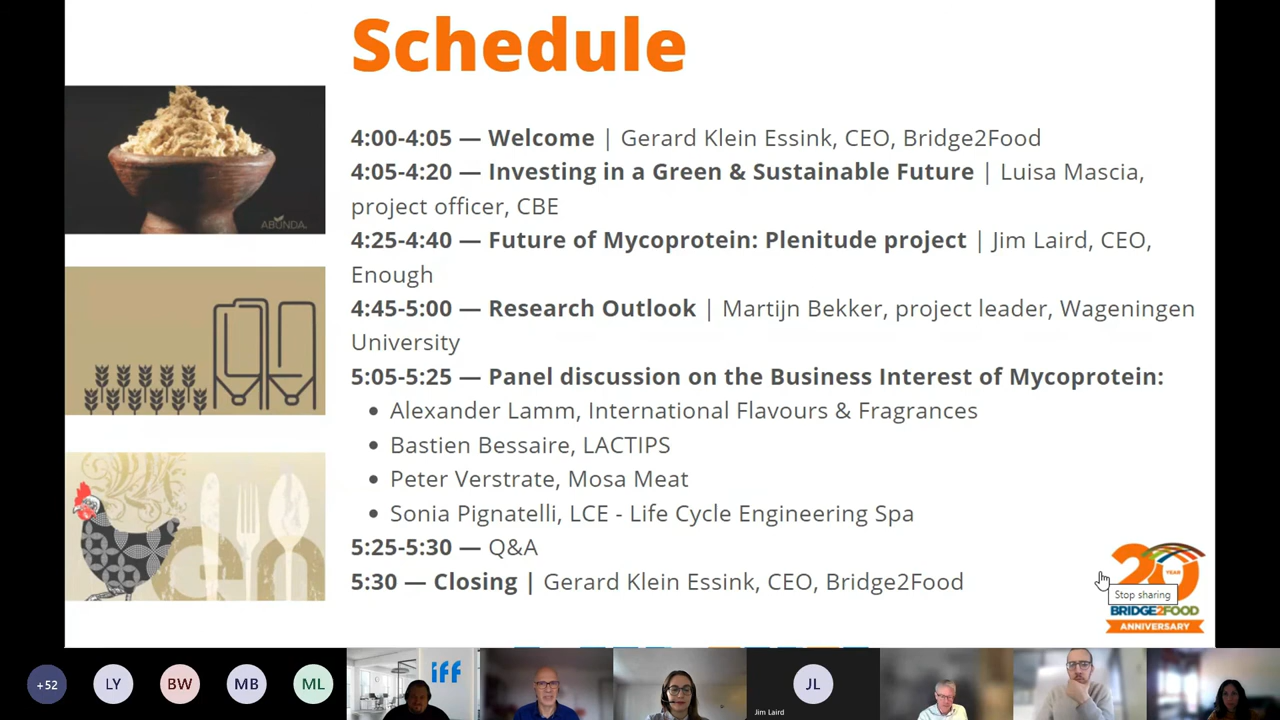 Schedule
4:00-4:05 — Welcome | Gerard Klein Essink, CEO, Bridge2Food
4:05-4:20 — Investing in a Green & Sustainable Future | Luisa Mascia,
project officer, CBE
4:25-4:40 — Future of Mycoprotein: Plenitude project | Jim Laird, CEO,
Enough
4:45-5:00 — Research Outlook | Martijn Bekker, project leader, Wageningen
University
5:05-5:25 — Panel discussion on the Business Interest of Mycoprotein:
• Alexander Lamm, International Flavours & Fragrances
• Bastien Bessaire, LACTIPS
• Peter Verstrate, Mosa Meat
• Sonia Pignatelli, LCE - Life Cycle Engineering Spa
5:25-5:30 — Q&A
5:30 — Closing | Gerard Klein Essink, CEO, Bridge2Food
ABUNDA
en
20
YEAR
Stop sharing
BRIDGE2FOOD
ANNIVERSARY
+52
LY
BW
MB
ML
iff
JL
Jim Laird